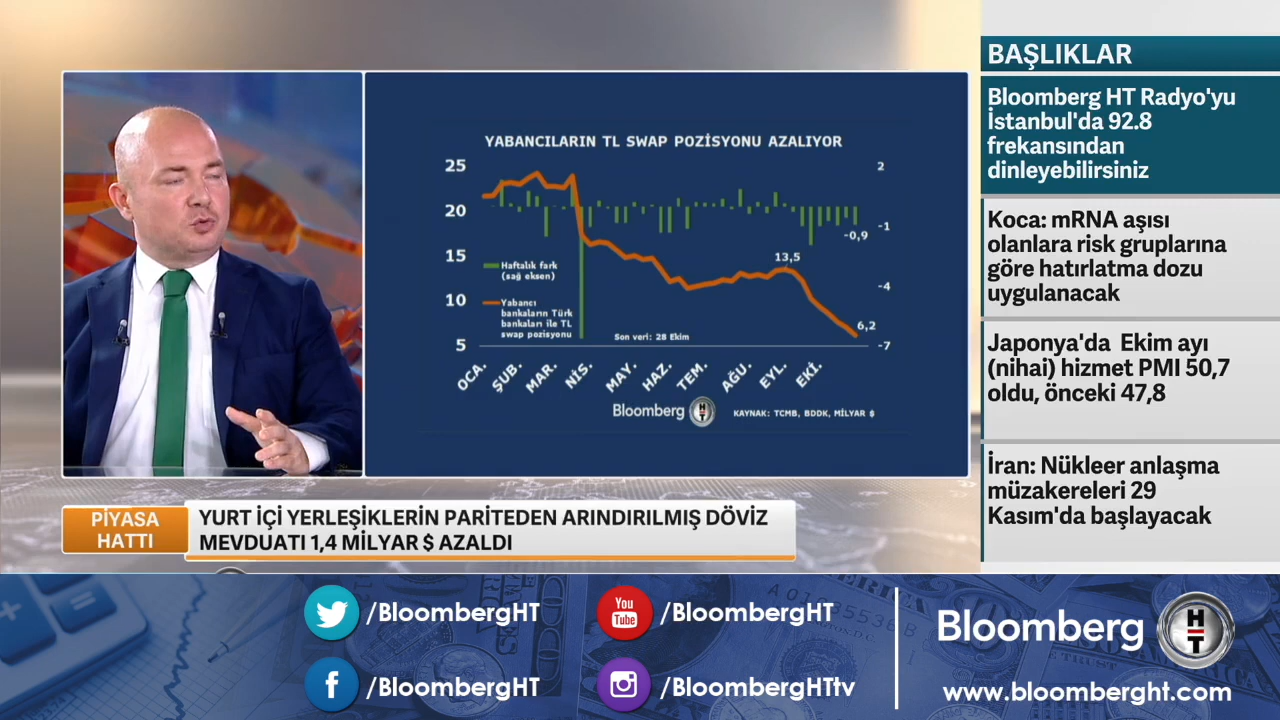 YABANCILARIN TL SWAP POZİSYONU AZALIYOR
25
20
15
10
5
2
-1
-4
-7
-0,9
13,5
6,2
Haftalık fark
(sağ eksen)
Yabancı
bankaların Türk
bankaları ile TL
swap pozisyonu
Son veri: 28 Ekim
OCA.
ŞUB.
MAR.
NİS.
MAY.
HAZ.
TEM.
AĞU.
EYL.
EKİ.
Bloomberg HT
KAYNAK: TCMB, BDDK, MİLYAR $
PİYASA
HATTI
YURT İÇİ YERLEŞİKLERİN PARİTEDEN ARINDIRILMIŞ DÖVİZ
MEVDUATI 1,4 MİLYAR $ AZALDI
BAŞLIKLAR
Bloomberg HT Radyo'yu
İstanbul'da 92.8
frekansından
dinleyebilirsiniz
Koca: mRNA aşısı
olanlara risk gruplarına
göre hatırlatma dozu
uygulanacak
Japonya'da Ekim ayı
(nihai) hizmet PMI 50,7
oldu, önceki 47,8
İran: Nükleer anlaşma
müzakereleri 29
Kasım'da başlayacak
/BloombergHT
You
Tube
/BloombergHT
/BloombergHT
/BloombergHTtv
Bloomberg HT
www.bloomberght.com